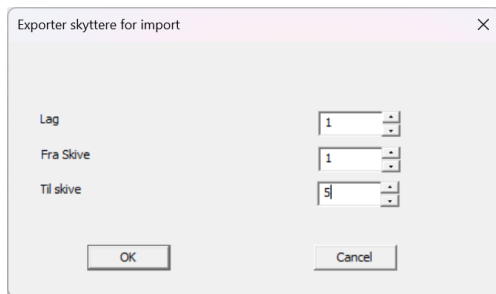 Exporter skyttere for import
Lag 1
Fra Skive 1
Til skive 5
OK Cancel